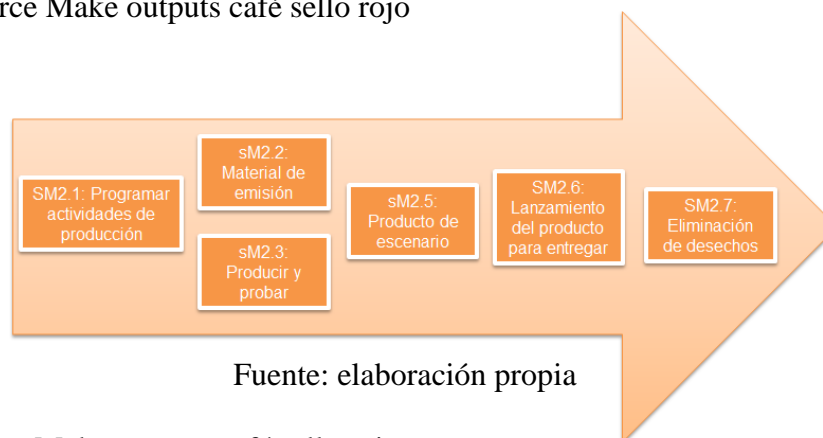 Make outputs café sello rojo
SM2.1: Programar
actividades de
producción
sM2.2:
Material de
emisión
sM2.3:
Producir y
probar
sM2.5:
Producto de
escenario
SM2.6:
Lanzamiento
del producto
para entregar
SM2.7:
Eliminación
de desechos
Fuente: elaboración propia